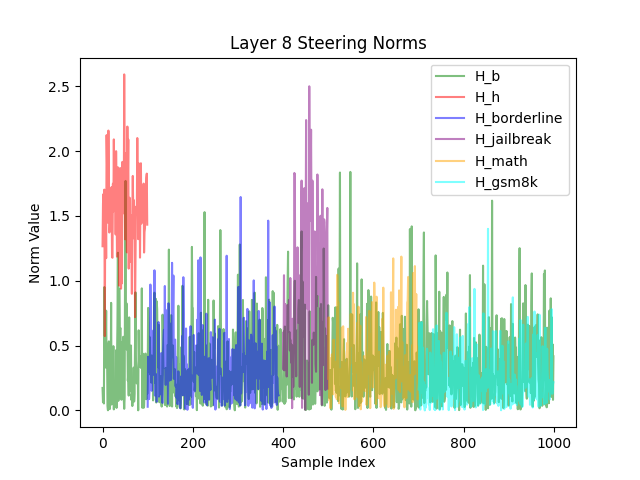 Layer 8 Steering Norms
H_b
H_h
H_borderline
H_jailbreak
H_math
H_gsm8k
Norm Value
2.5
2.0
1.5
1.0
0.5
0.0
0
200
400
600
800
1000
Sample Index